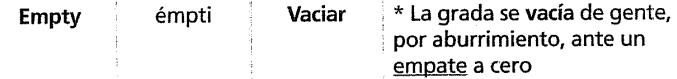 Empty émpti Vaciar * La grada se vacía de gente,
por aburrimiento, ante un
empate a cero